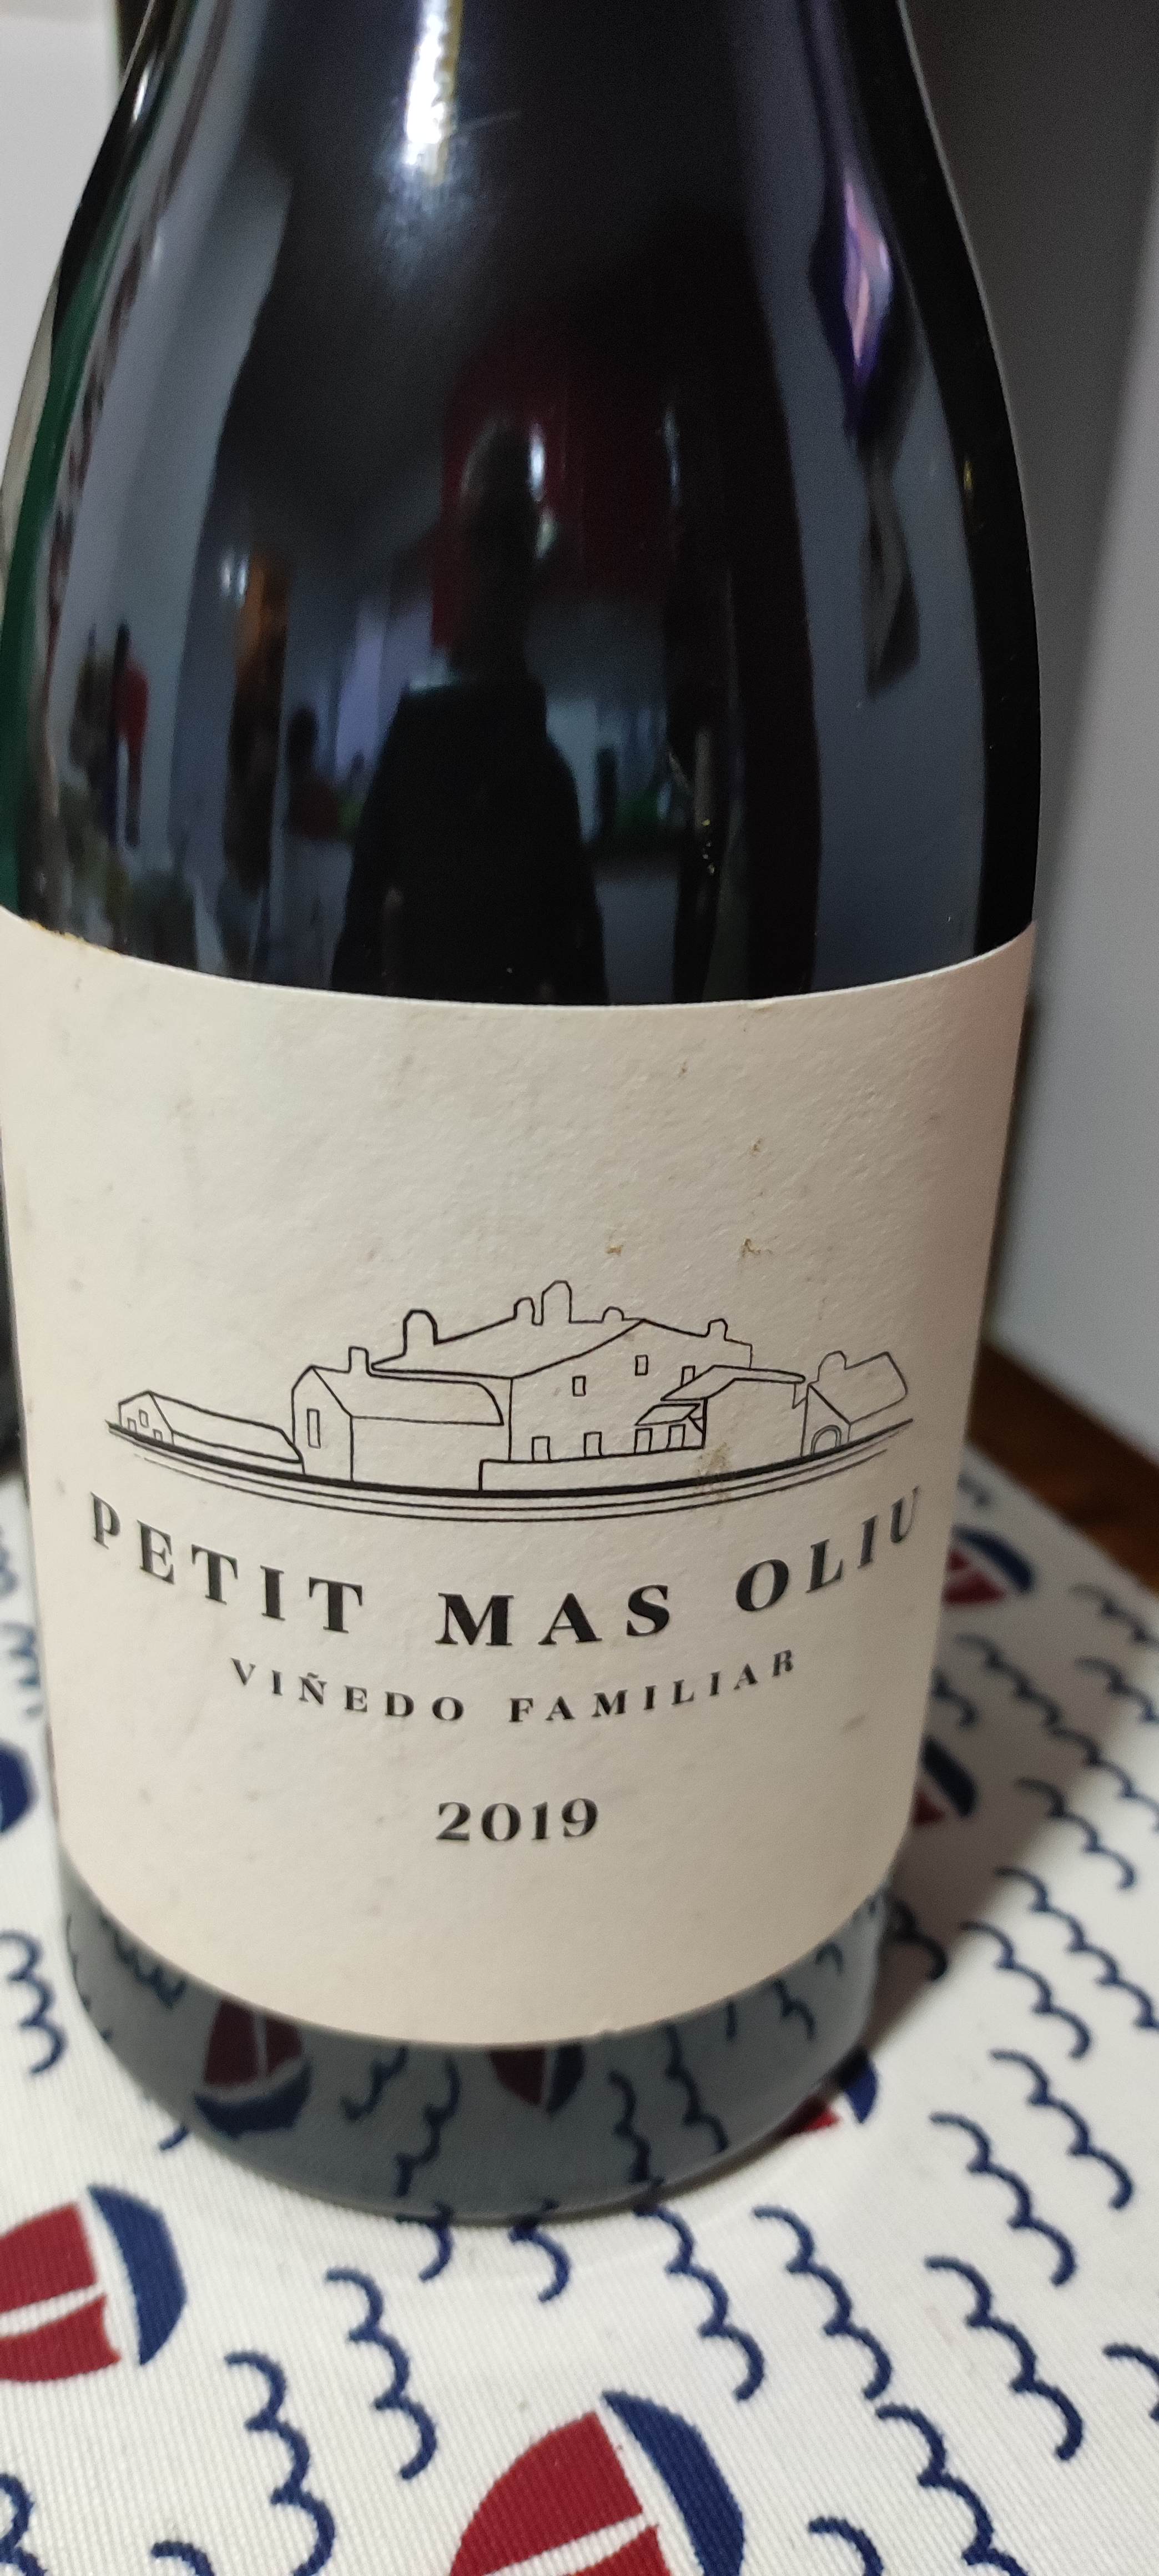 PETIT MAS OLIU
VIÑEDO FAMILIAR
2019